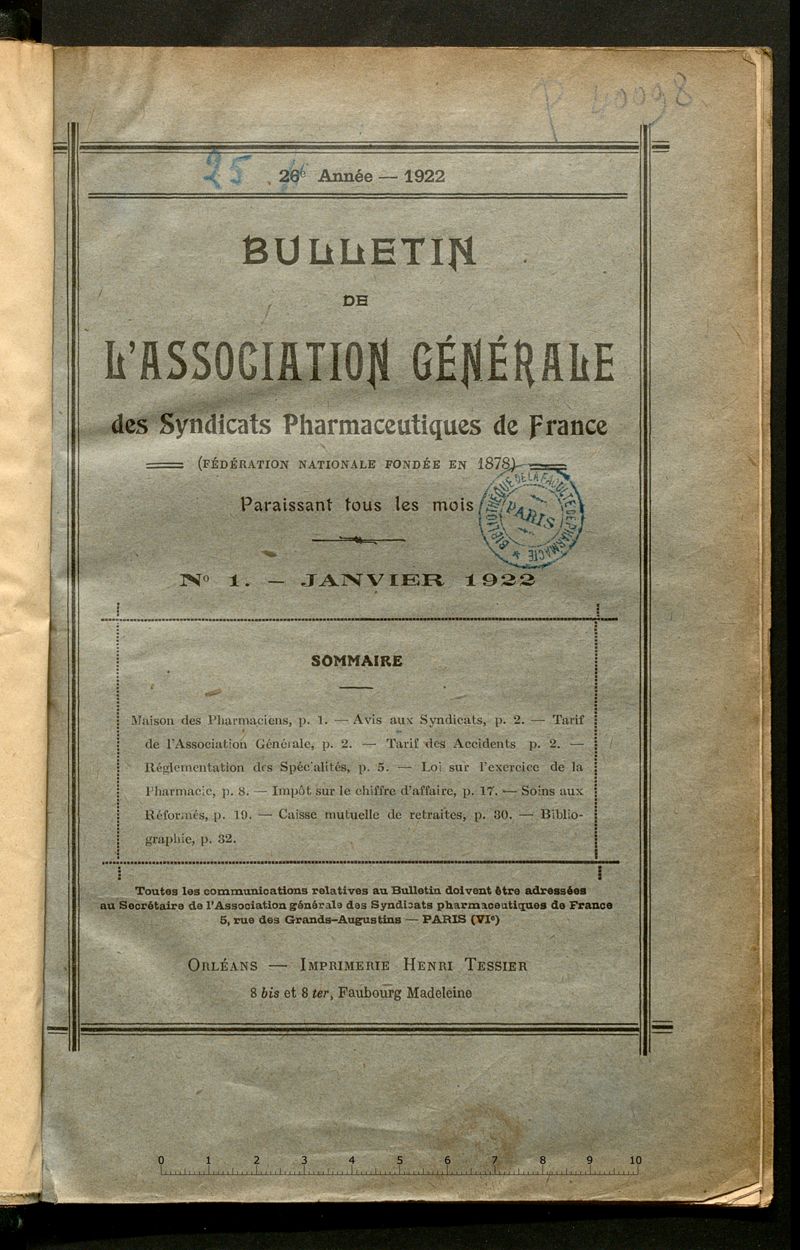 P 40098
25
26e Année — 1922
BULLETIN
DE
L'ASSOCIATION GÉNÉRALE
des Syndicats Pharmaceutiques de France
(FÉDÉRATION NATIONALE FONDÉE EN 1878)
Paraissant tous les mois
BIBLIOTHÈQUE DE LA FACULTÉ DE PHARMACIE
PARIS
N° 1. — JANVIER 1922
SOMMAIRE
Maison des Pharmaciens, p. 1. — Avis aux Syndicats, p. 2. — Tarif
de l'Association Générale, p. 2. — Tarif des Accidents p. 2. —
Réglementation des Spécialités, p. 5. — Loi sur l'exercice de la
Pharmacie, p. 8. — Impôt sur le chiffre d'affaire, p. 17. — Soins aux
Réformés, p. 19. — Caisse mutuelle de retraites, p. 30. — Biblio-
graphie, p. 32.
Toutes les communications relatives au Bulletin doivent être adressées
au Secrétaire de l'Association générale des Syndicats pharmaceutiques de France
5, rue des Grands-Augustins — PARIS (VIe)
ORLÉANS — IMPRIMERIE HENRI TESSIER
8 bis et 8 ter, Faubourg Madeleine
0 1 2 3 4 5 6 7 8 9 10